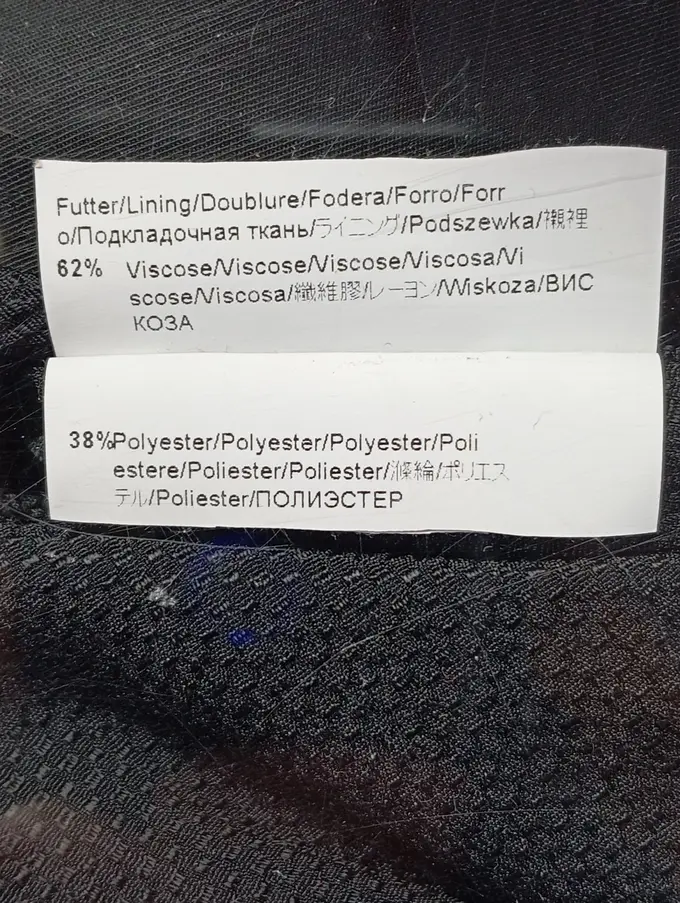 Futter/Lining/Doublure/Fodera/Forro/Forr
o/Подкладочная ткань/ライニング/Podszewka/襯裡
62% Viscose/Viscose/Viscose/Viscosa/Vi
scose/Viscosa/纖維膠/レーヨン/Wiskoza/ВИС
КОЗА
38%Polyester/Polyester/Polyester/Poli
estere/Poliester/Poliester/滌綸/ポリエス
テル/Poliester/ПОЛИЭСТЕР